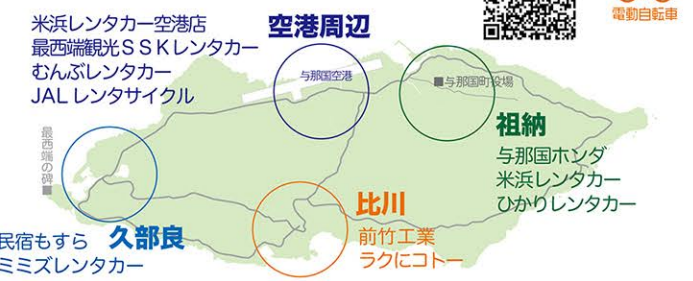 米浜レンタカー空港店
最西端観光SSKレンタカー
むんぶレンタカー
JALレンタサイクル
空港周辺
電動自転車
与那国空港
■与那国町役場
祖納
与那国ホンダ
米浜レンタカー
ひかりレンタカー
最西端の碑■
比川
前竹工業
ラクにコトー
久部良
民宿もすら
ミミズレンタカー